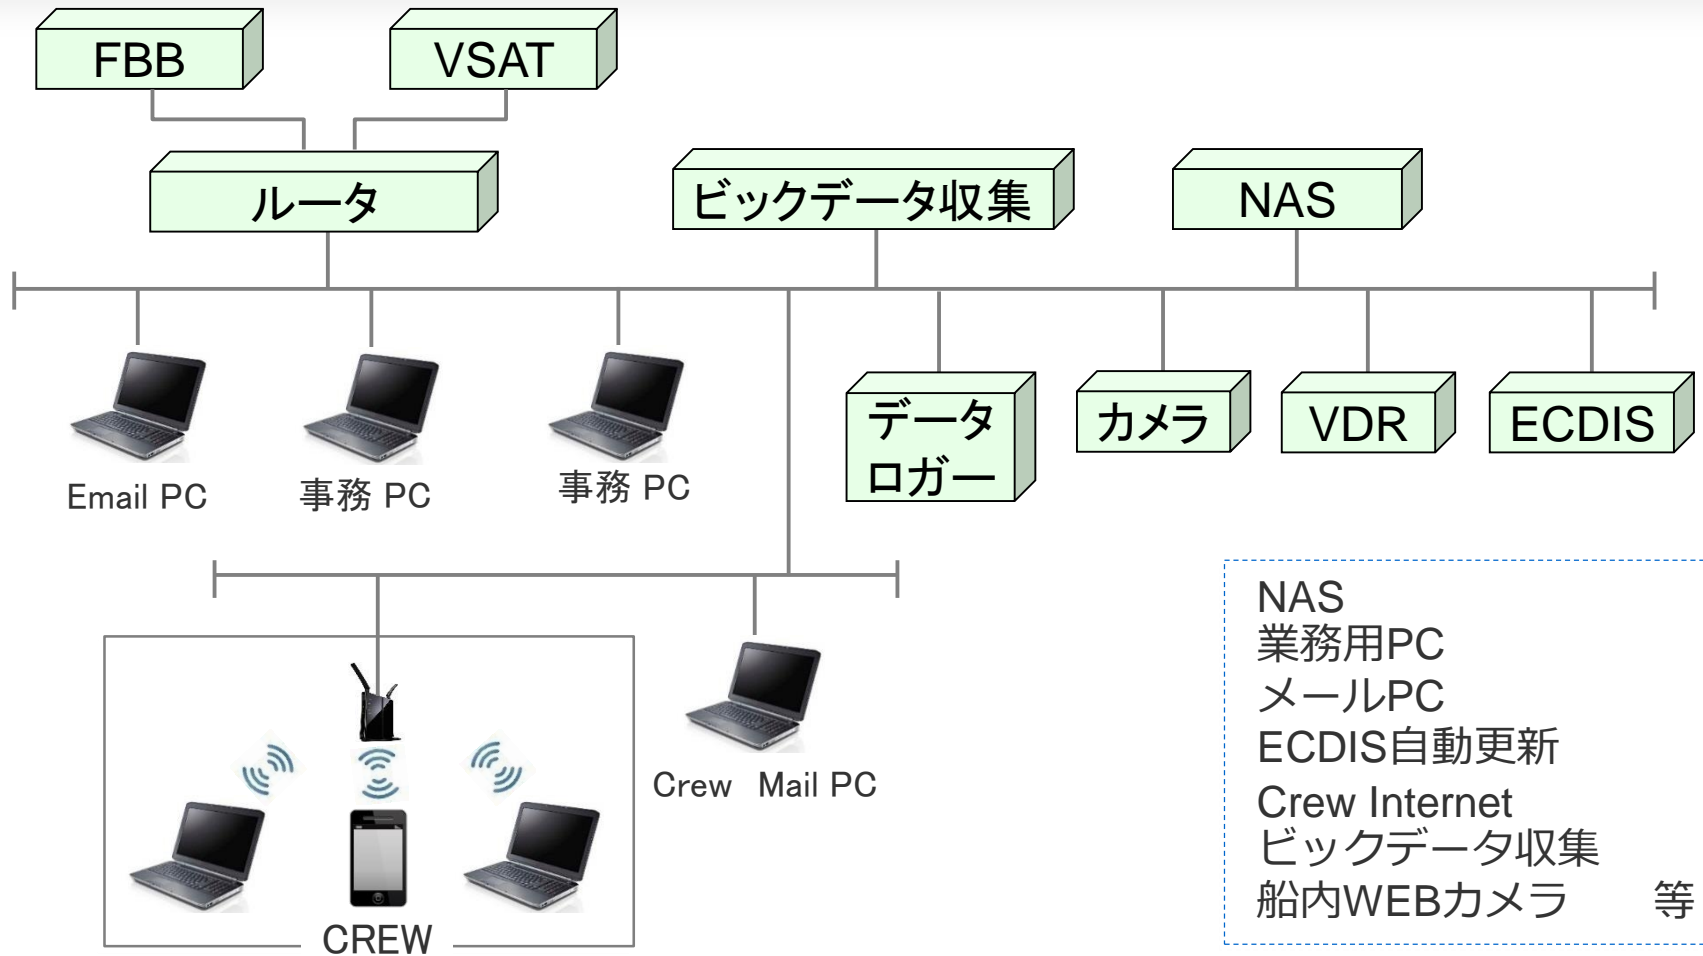 FBB
VSAT
ルータ
ビックデータ収集
NAS
Email PC
事務 PC
事務 PC
データ
ロガー
カメラ
VDR
ECDIS
Crew Mail PC
CREW
NAS
業務用PC
メールPC
ECDIS自動更新
Crew Internet
ビックデータ収集
船内WEBカメラ 等